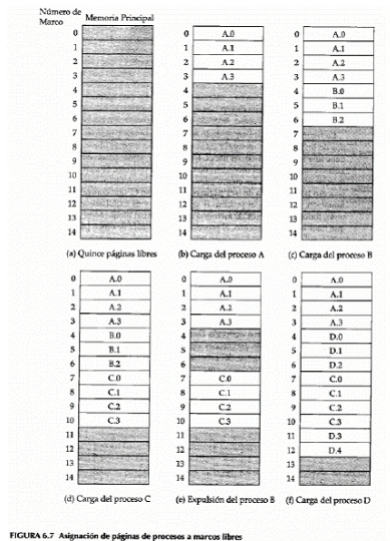 Número de
Marco
Memoria Principal
0
1
2
3
4
5
6
7
8
9
10
11
12
13
14
(a) Quince páginas libres
0 A.0
1 A.1
2 A.2
3 A.3
4
5
6
7
8
9
10
11
12
13
14
(b) Carga del proceso A
0 A.0
1 A.1
2 A.2
3 A.3
4 B.0
5 B.1
6 B.2
7
8
9
10
11
12
13
14
(c) Carga del proceso B
0 A.0
1 A.1
2 A.2
3 A.3
4 B.0
5 B.1
6 B.2
7 C.0
8 C.1
9 C.2
10 C.3
11
12
13
14
(d) Carga del proceso C
0 A.0
1 A.1
2 A.2
3 A.3
4
5
6
7 C.0
8 C.1
9 C.2
10 C.3
11
12
13
14
(e) Expulsión del proceso B
0 A.0
1 A.1
2 A.2
3 A.3
4 D.0
5 D.1
6 D.2
7 C.0
8 C.1
9 C.2
10 C.3
11 D.3
12 D.4
13
14
(f) Carga del proceso D
FIGURA 6.7 Asignación de páginas de procesos a marcos libres